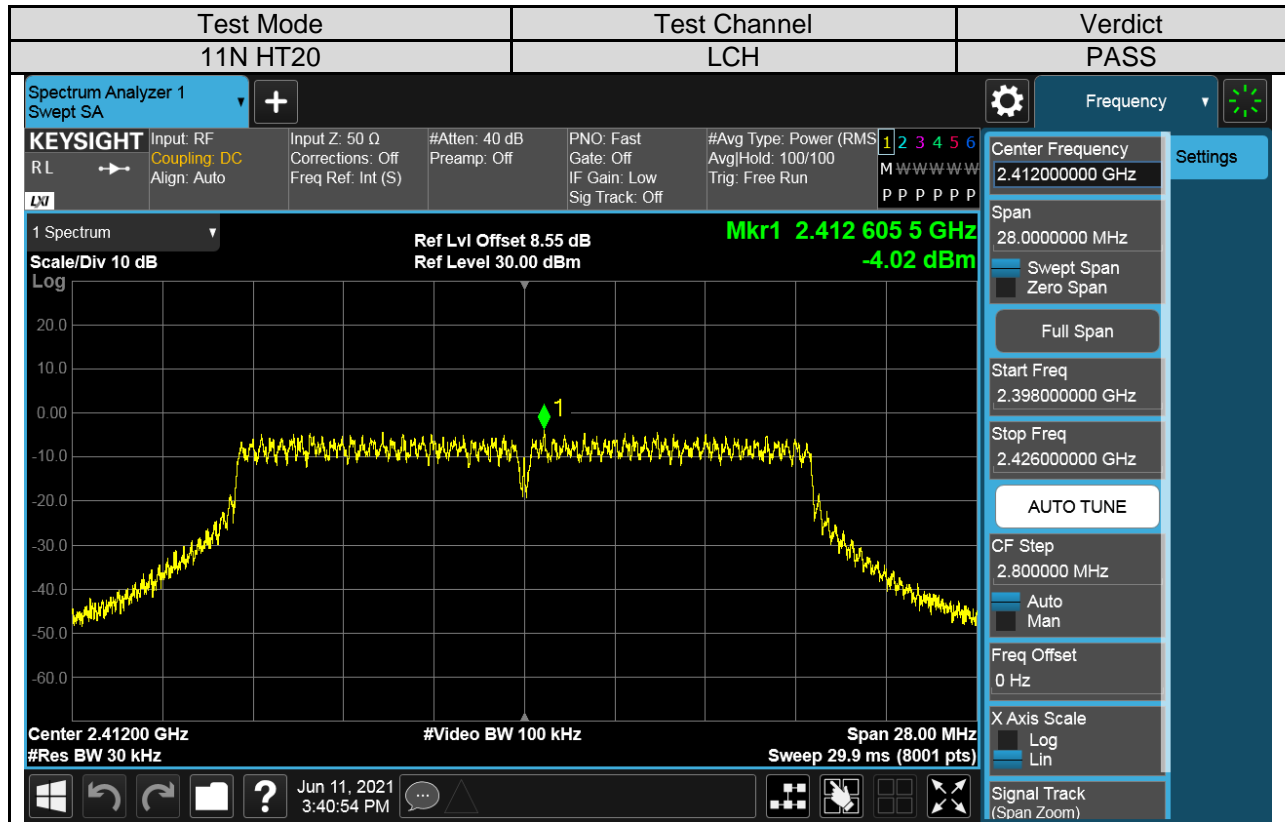 Test Mode Test Channel Verdict
11N HT20 LCH PASS
Spectrum Analyzer 1
Swept SA
+
Frequency
KEYSIGHT
RL
LXI
Input: RF
Coupling: DC
Align: Auto
Input Z: 50 Ω
Corrections: Off
Freq Ref: Int (S)
#Atten: 40 dB
Preamp: Off
PNO: Fast
Gate: Off
IF Gain: Low
Sig Track: Off
#Avg Type: Power (RMS
Avg|Hold: 100/100
Trig: Free Run
1 2 3 4 5 6
M W W W W W
P P P P P P
1 Spectrum
Scale/Div 10 dB
Log
Ref Lvl Offset 8.55 dB
Ref Level 30.00 dBm
Mkr1 2.412 605 5 GHz
-4.02 dBm
20.0
10.0
0.00
-10.0
-20.0
-30.0
-40.0
-50.0
-60.0
1
Center 2.41200 GHz
#Res BW 30 kHz
#Video BW 100 kHz
Span 28.00 MHz
Sweep 29.9 ms (8001 pts)
?
Jun 11, 2021
3:40:54 PM
Center Frequency
2.412000000 GHz
Settings
Span
28.0000000 MHz
Swept Span
Zero Span
Full Span
Start Freq
2.398000000 GHz
Stop Freq
2.426000000 GHz
AUTO TUNE
CF Step
2.800000 MHz
Auto
Man
Freq Offset
0 Hz
X Axis Scale
Log
Lin
Signal Track
(Span Zoom)